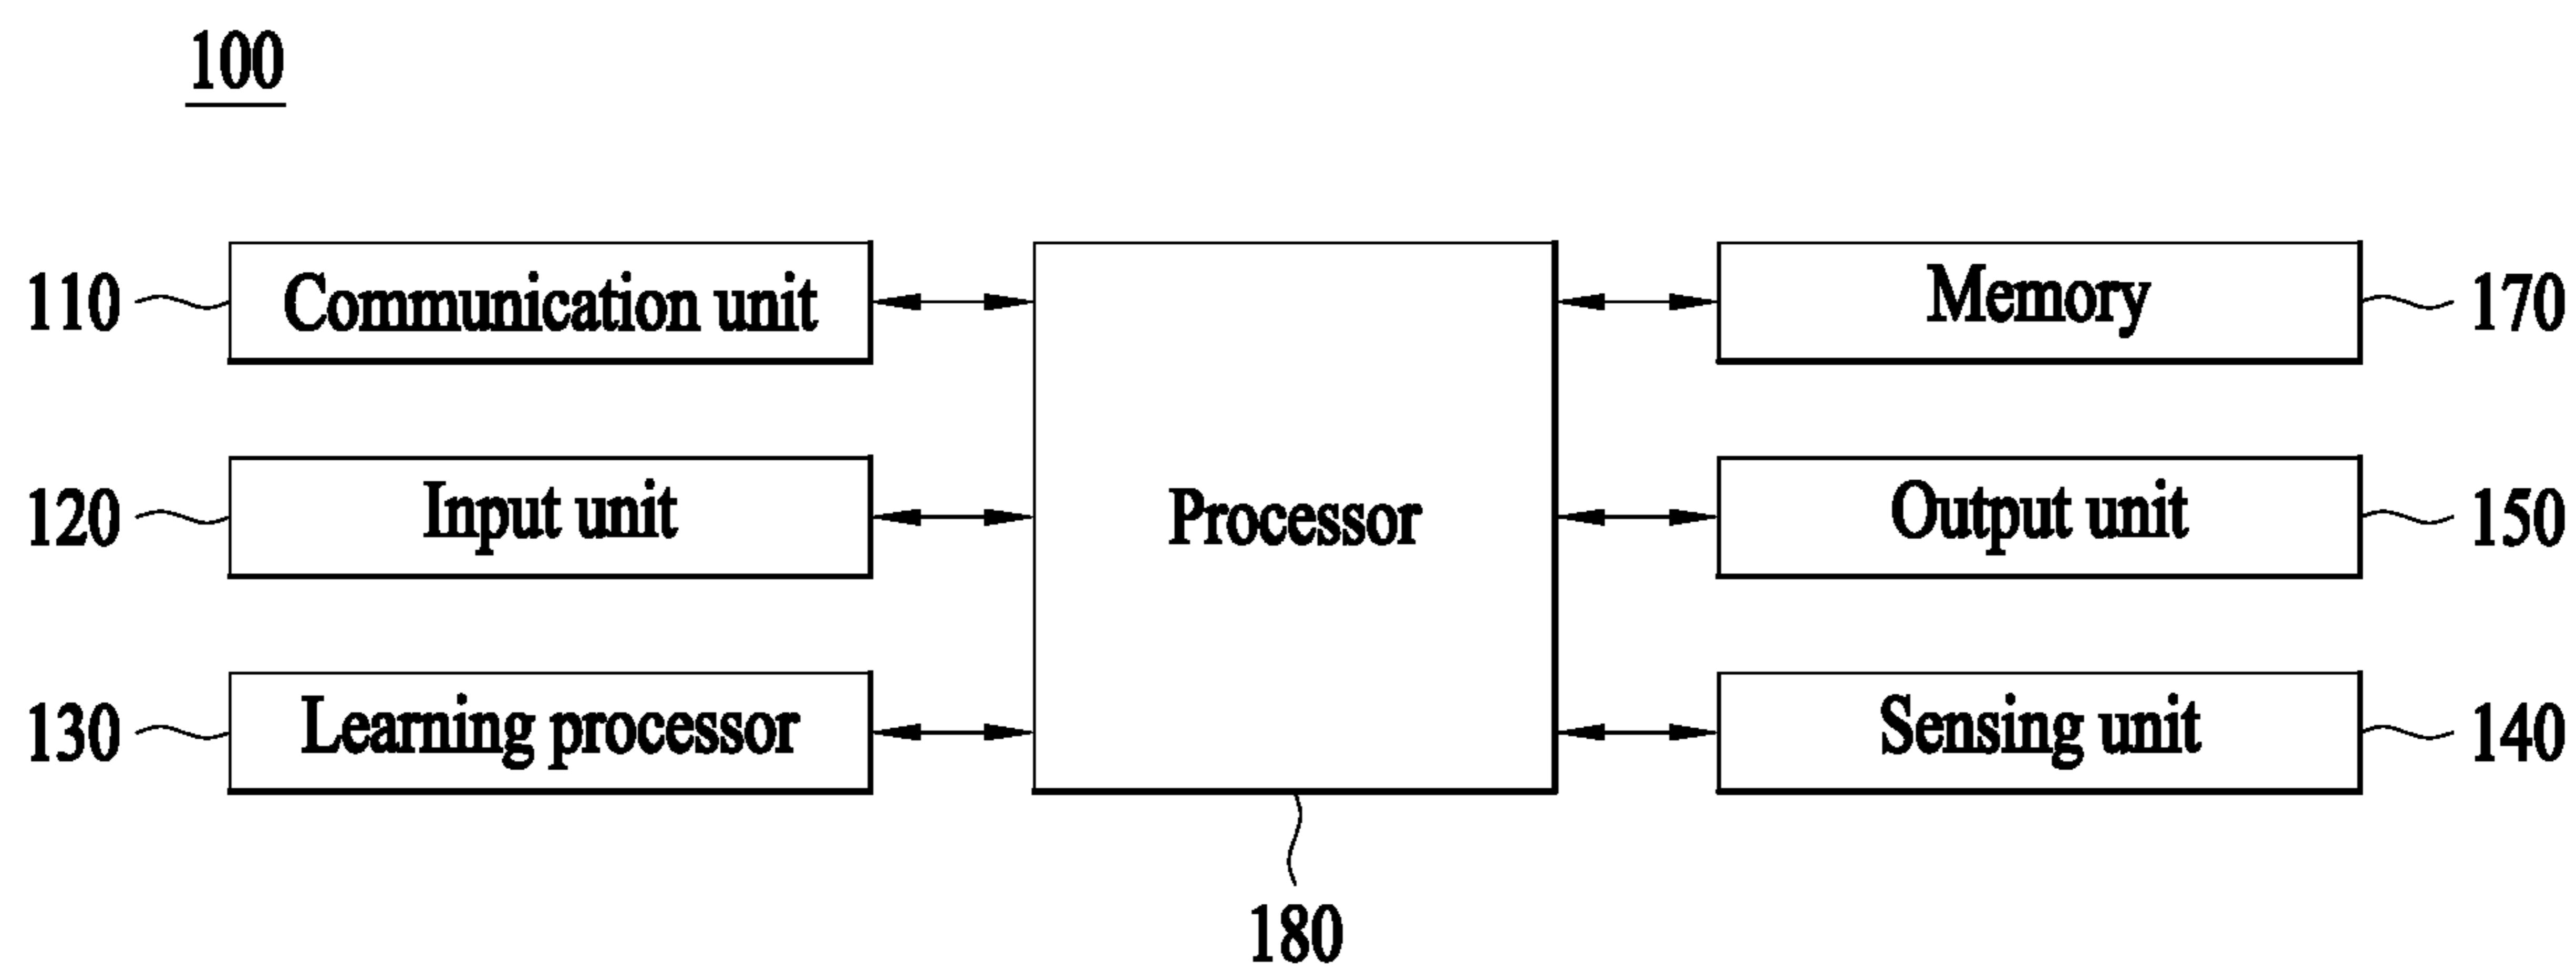 100
110 Communication unit Memory 170
120 Input unit Processor Output unit 150
130 Learning processor Sensing unit 140
180